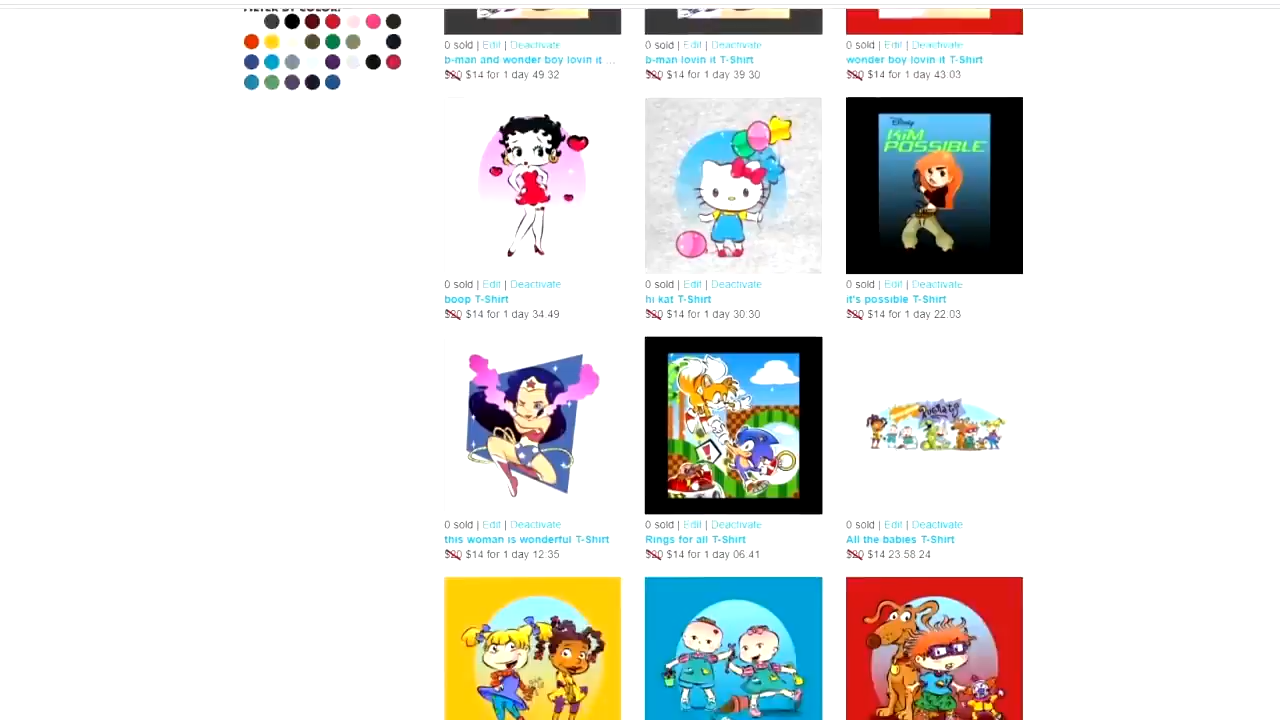 FILTER BY COLOR:
0 sold | Edit | Deactivate
b-man and wonder boy lovin it ...
$20 $14 for 1 day 49:32
0 sold | Edit | Deactivate
b-man lovin it T-Shirt
$20 $14 for 1 day 39:30
0 sold | Edit | Deactivate
wonder boy lovin it T-Shirt
$20 $14 for 1 day 43:03
Disney
KIM
POSSIBLE
0 sold | Edit | Deactivate
boop T-Shirt
$20 $14 for 1 day 34:49
0 sold | Edit | Deactivate
hi kat T-Shirt
$20 $14 for 1 day 30:30
0 sold | Edit | Deactivate
it's possible T-Shirt
$20 $14 for 1 day 22:03
Rugrats
0 sold | Edit | Deactivate
this woman is wonderful T-Shirt
$20 $14 for 1 day 12:35
0 sold | Edit | Deactivate
Rings for all T-Shirt
$20 $14 for 1 day 06:41
0 sold | Edit | Deactivate
All the babies T-Shirt
$20 $14 23:58:24